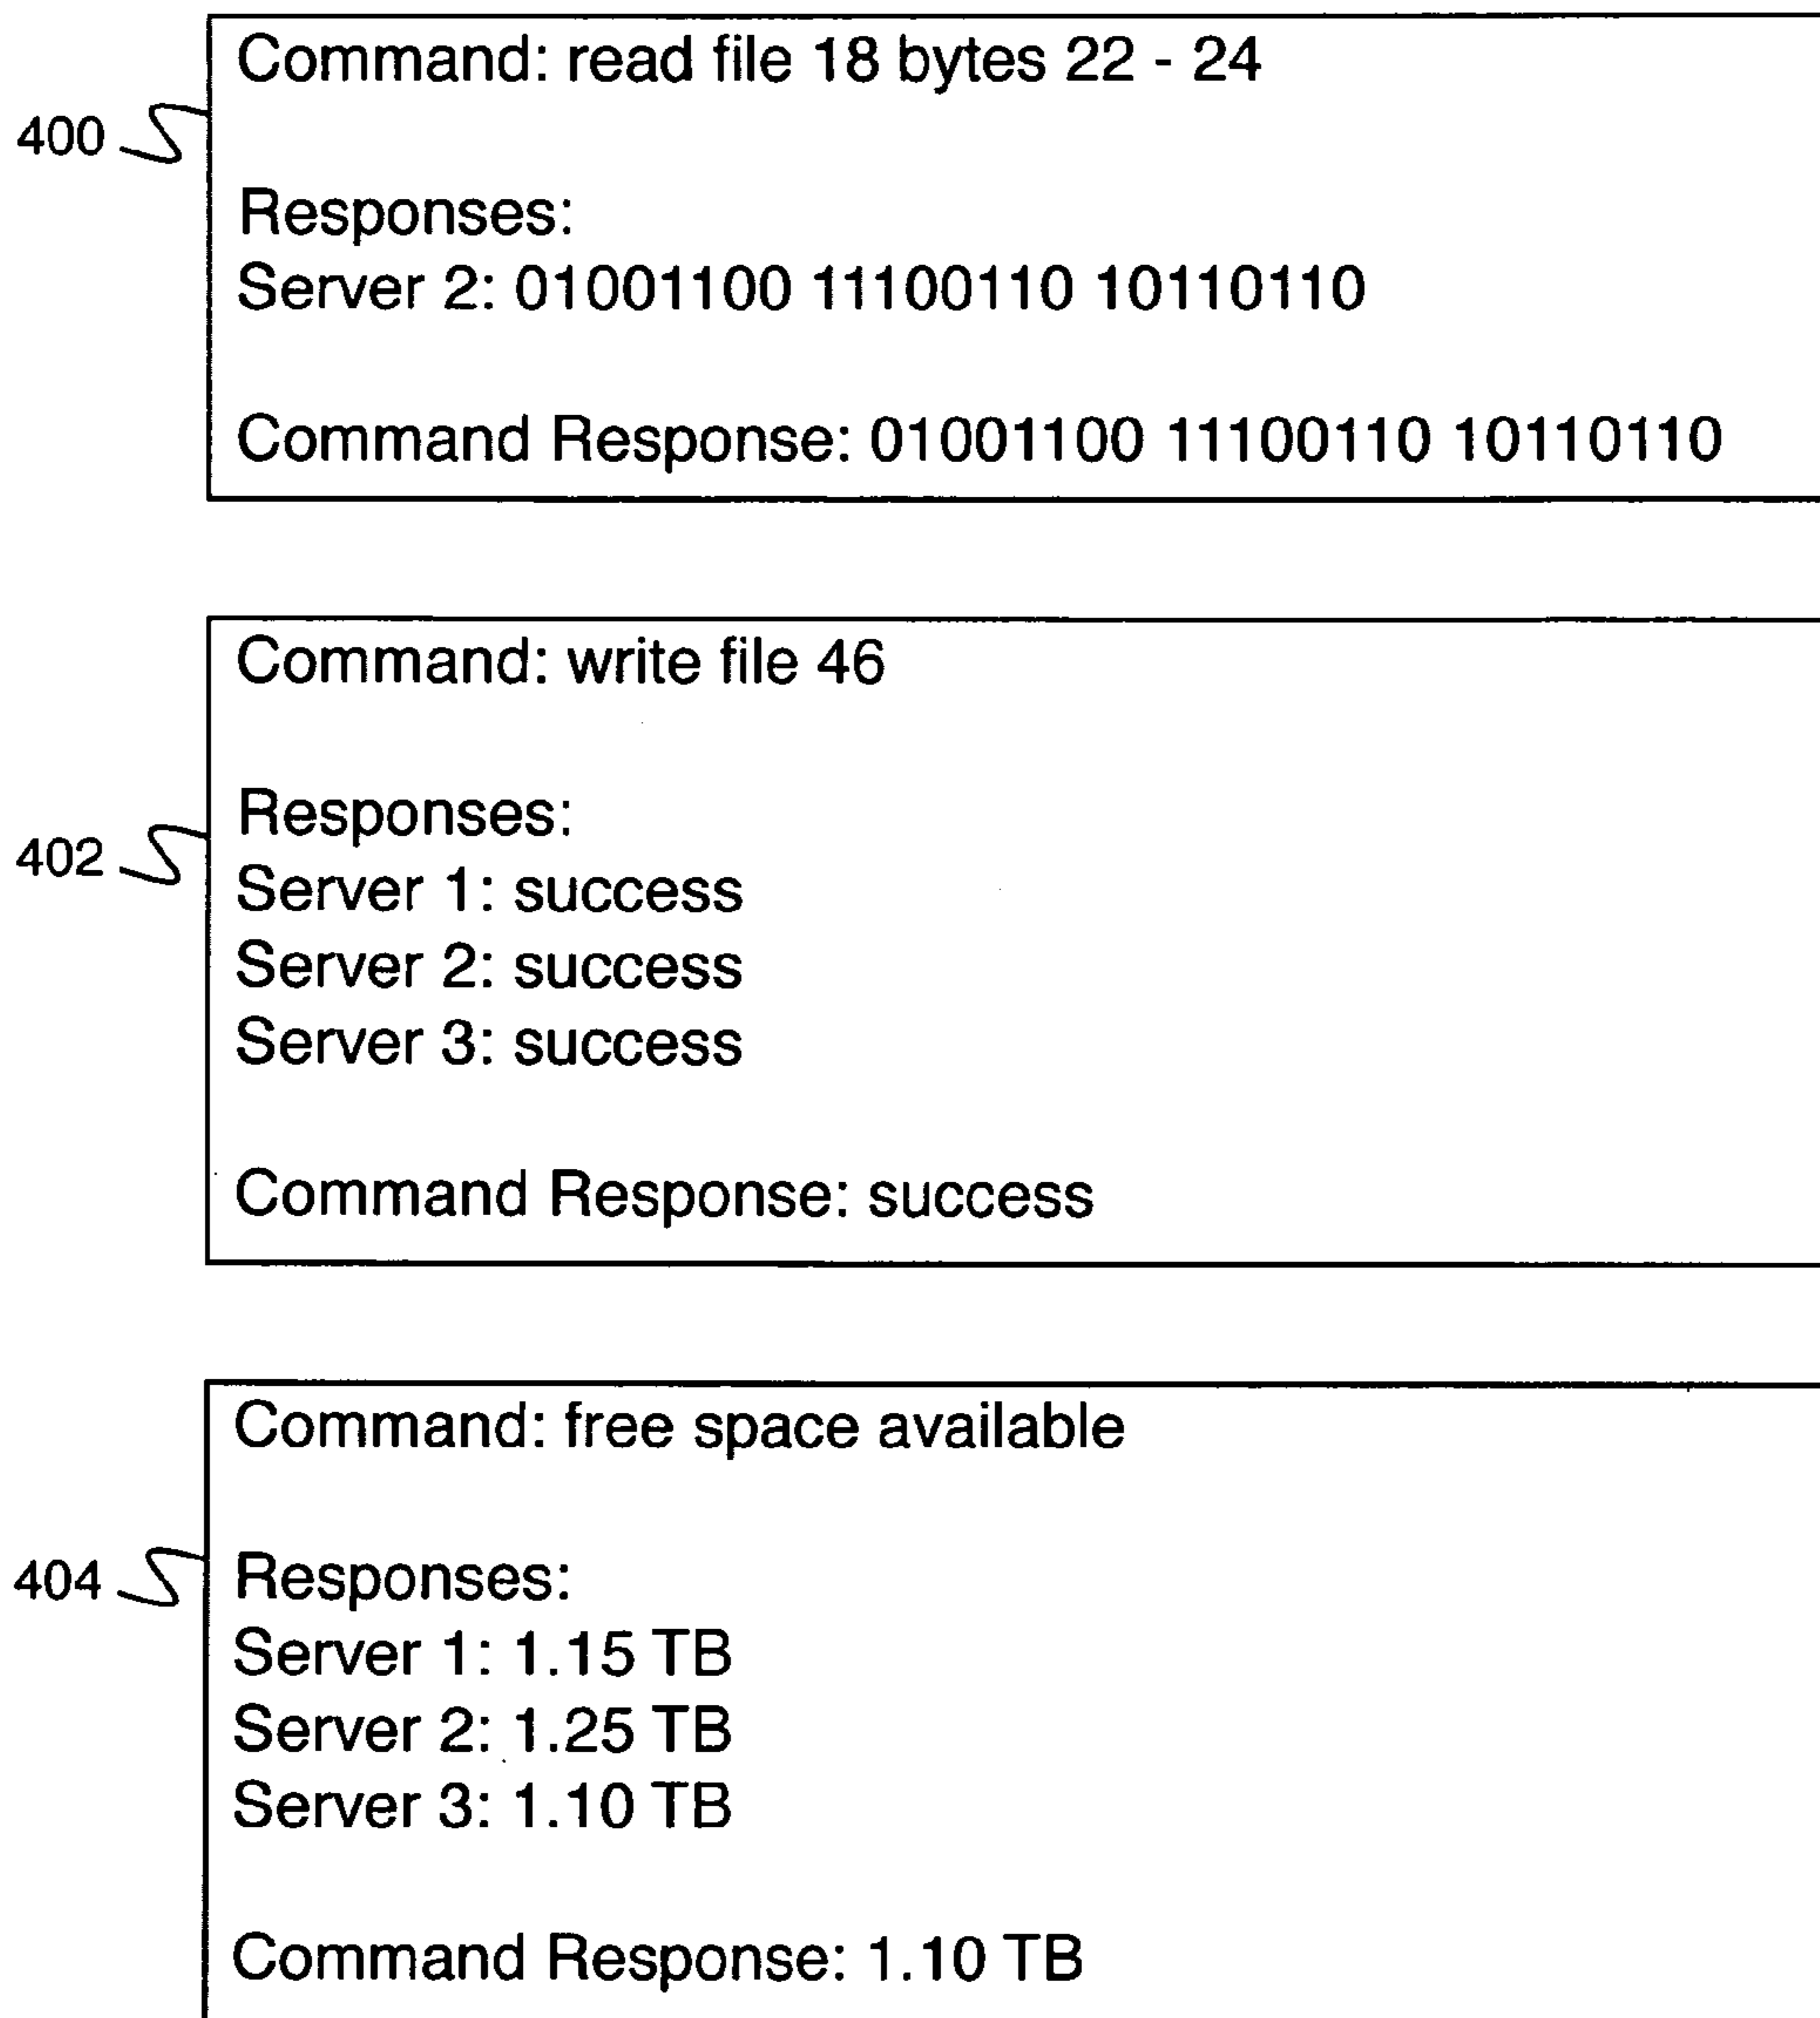 Command: read file 18 bytes 22 - 24
400
Responses:
Server 2: 01001100 11100110 10110110
Command Response: 01001100 11100110 10110110
Command: write file 46
Responses:
402
Server 1: success
Server 2: success
Server 3: success
Command Response: success
Command: free space available
404
Responses:
Server 1: 1.15 TB
Server 2: 1.25 TB
Server 3: 1.10 TB
Command Response: 1.10 TB